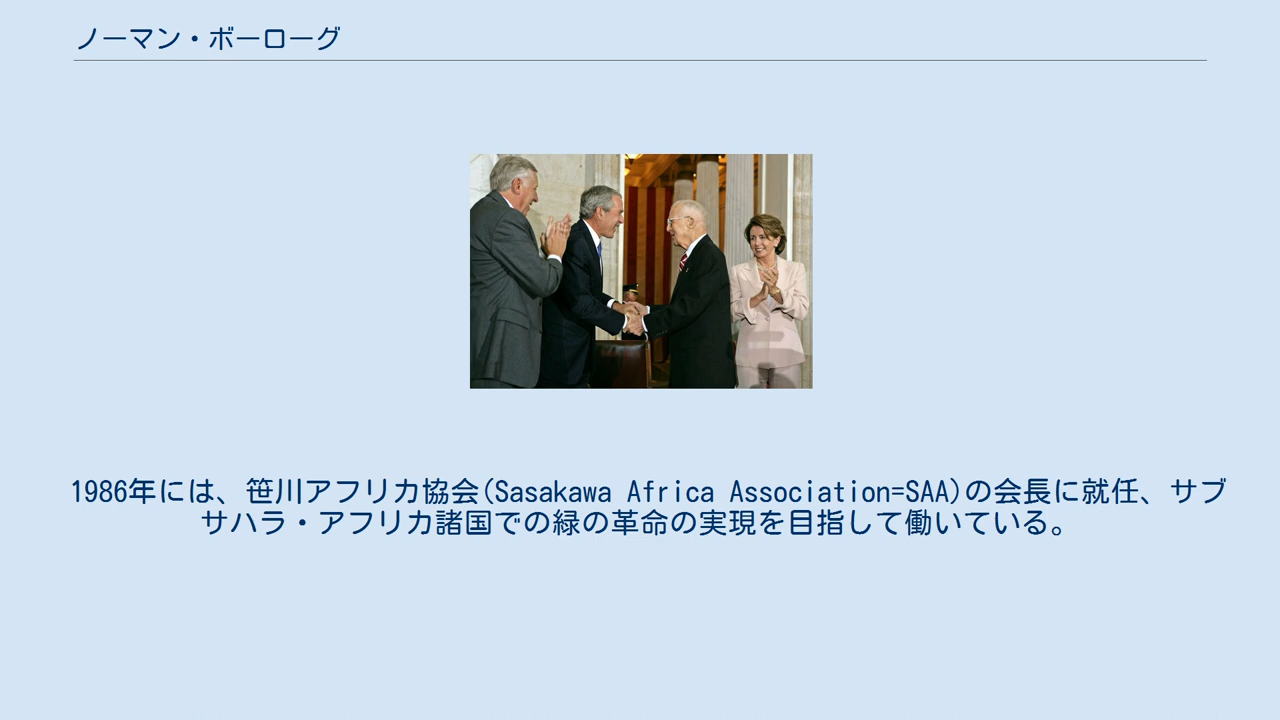 ノーマン・ボーローグ
1986年には、笹川アフリカ協会(Sasakawa Africa Association=SAA)の会長に就任、サブ
サハラ・アフリカ諸国での緑の革命の実現を目指して働いている。